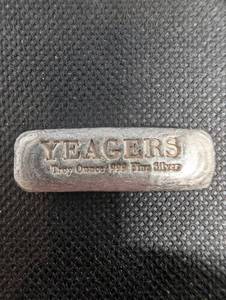 YEAGERS
Troy Ounce .999 Fine Silver